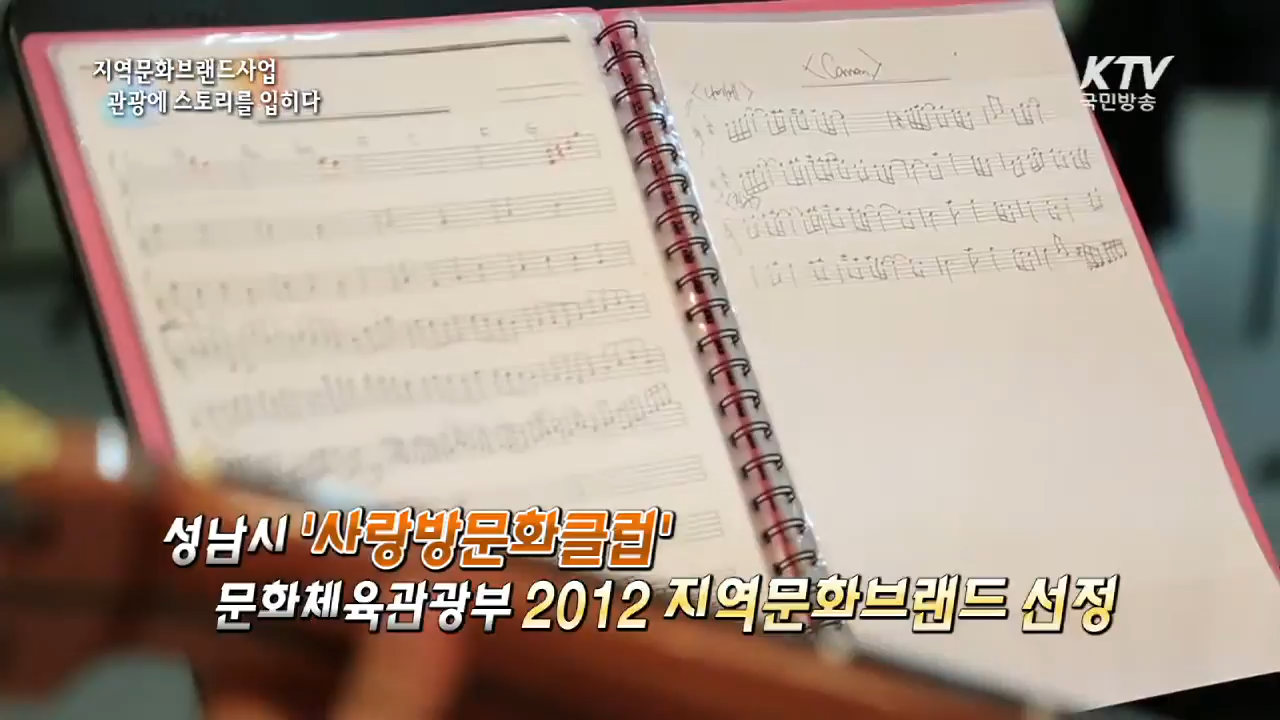 지역문화브랜드사업
관광에 스토리를 입히다
KTV
국민방송
성남시 '사랑방문화클럽'
문화체육관광부 2012 지역문화브랜드 선정